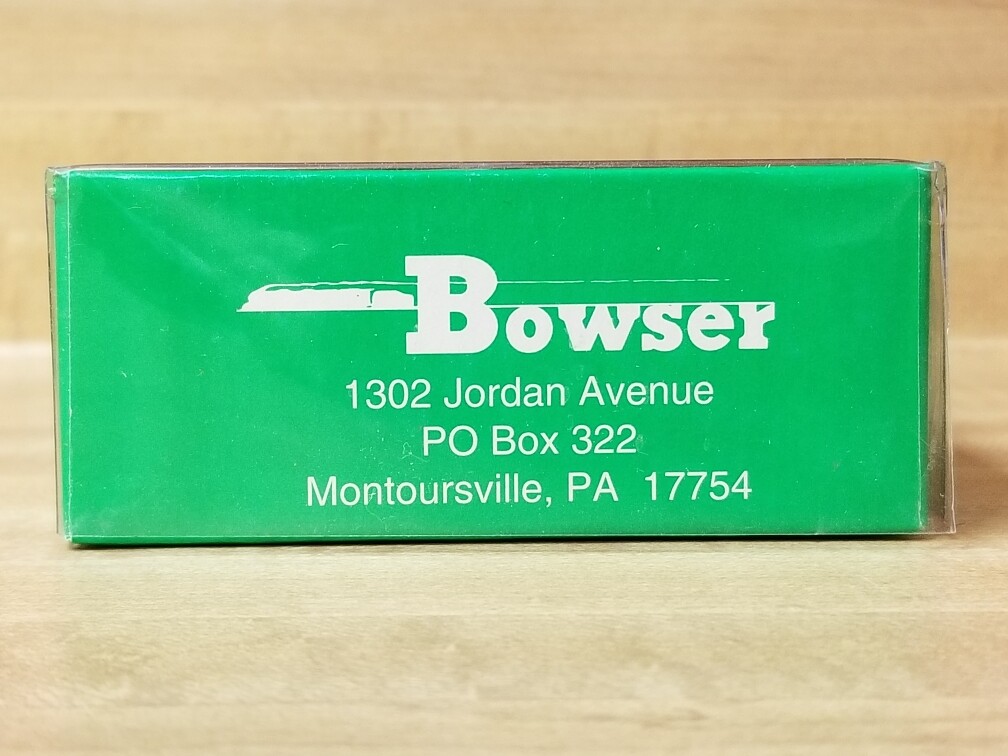 Bowser
1302 Jordan Avenue
PO Box 322
Montoursville, PA 17754